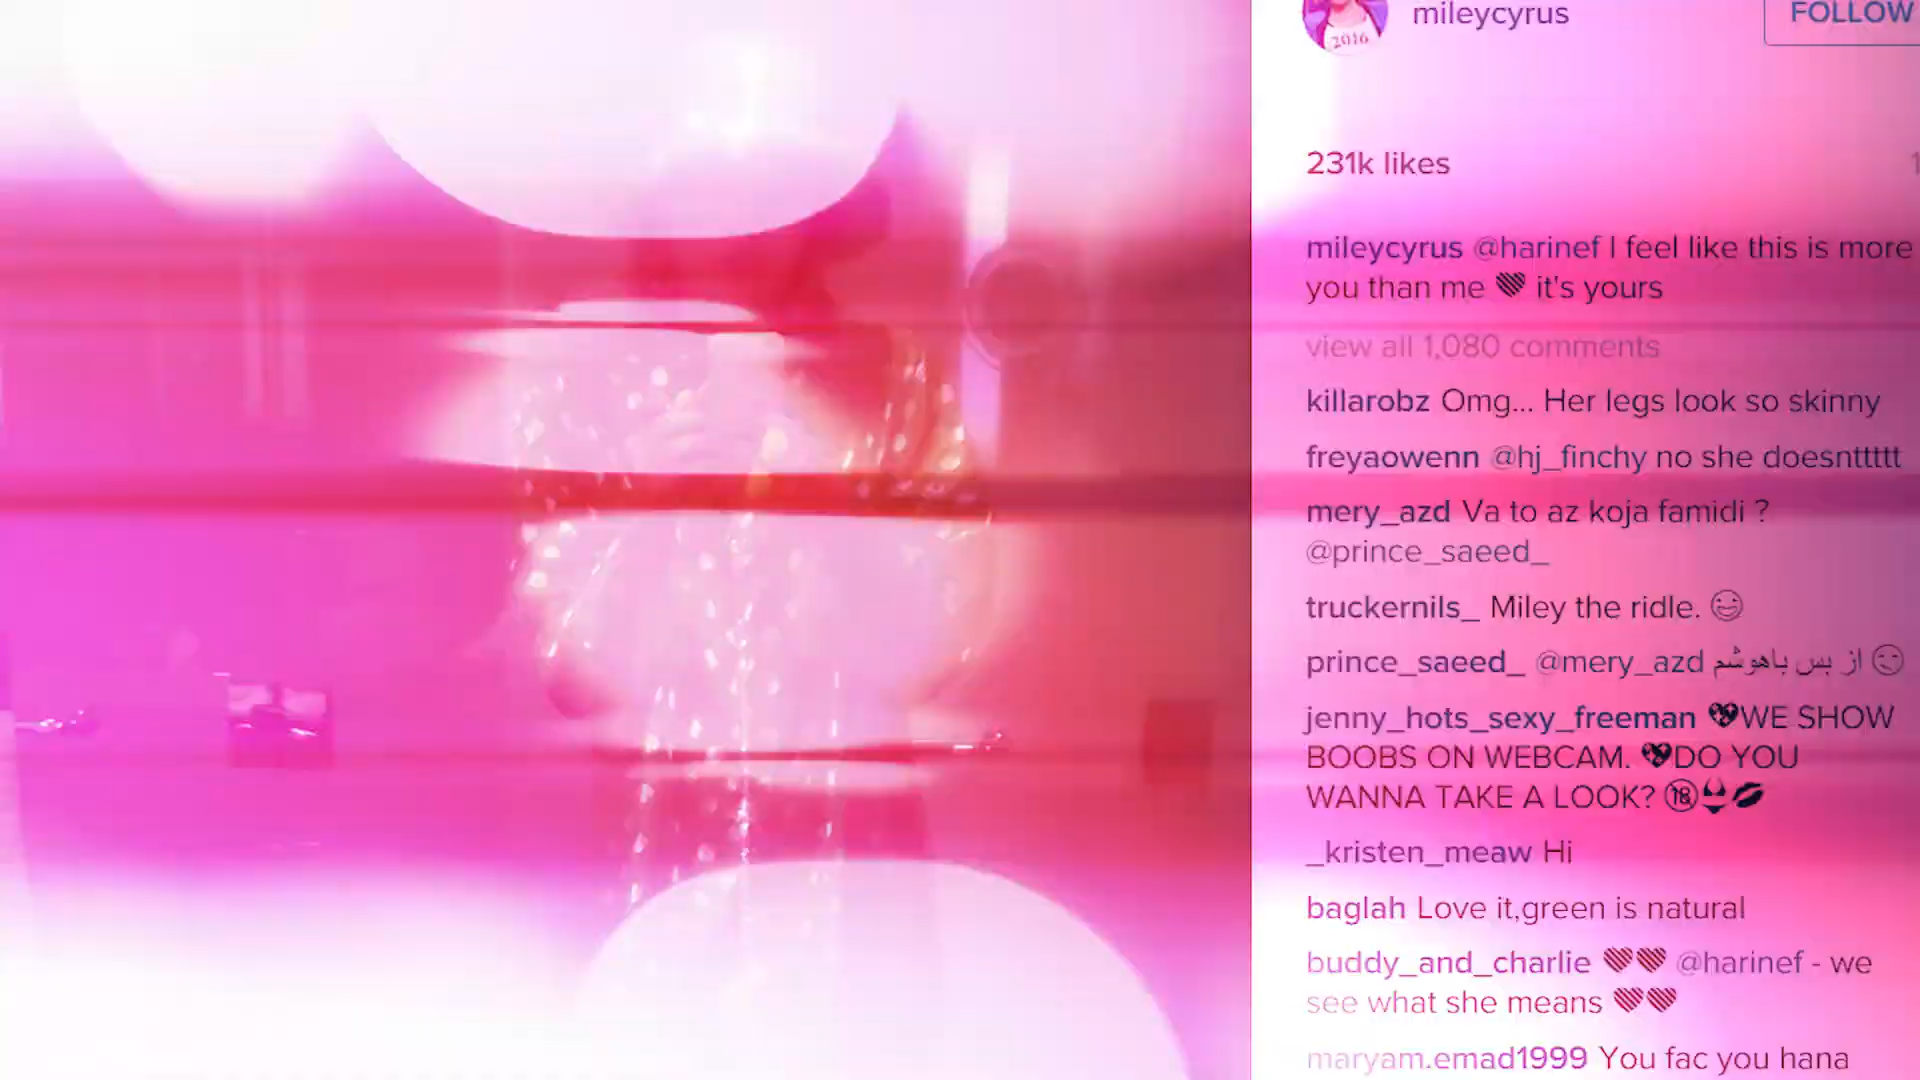 2016
mileycyrus
FOLLOW
231k likes
mileycyrus @harinef I feel like this is more
you than me it's yours
view all 1,080 comments
killarobz Omg... Her legs look so skinny
freyaowenn @hj_finchy no she doesnttttt
mery_azd Va to az koja famidi ?
@prince_saeed_
truckernils_ Miley the ridle. 
prince_saeed_ @mery_azd از بس باهوشم
jenny_hots_sexy_freeman 💖WE SHOW
BOOBS ON WEBCAM. 💖DO YOU
WANNA TAKE A LOOK? 🔞👙💋
_kristen_meaw Hi
baglah Love it,green is natural
buddy_and_charlie @harinef - we
see what she means
maryam.emad1999 You fac you hana